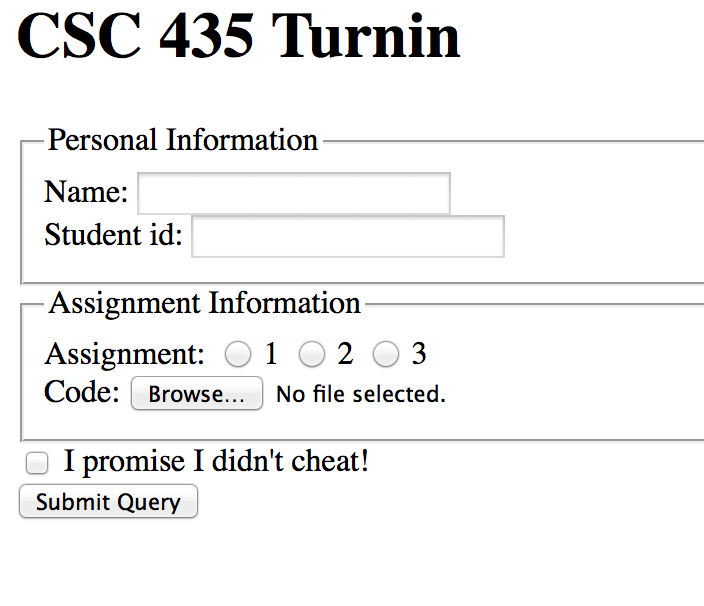 CSC 435 Turnin
Personal Information
Name:
Student id:
Assignment Information
Assignment: 1 2 3
Code: Browse... No file selected.
I promise I didn't cheat!
Submit Query